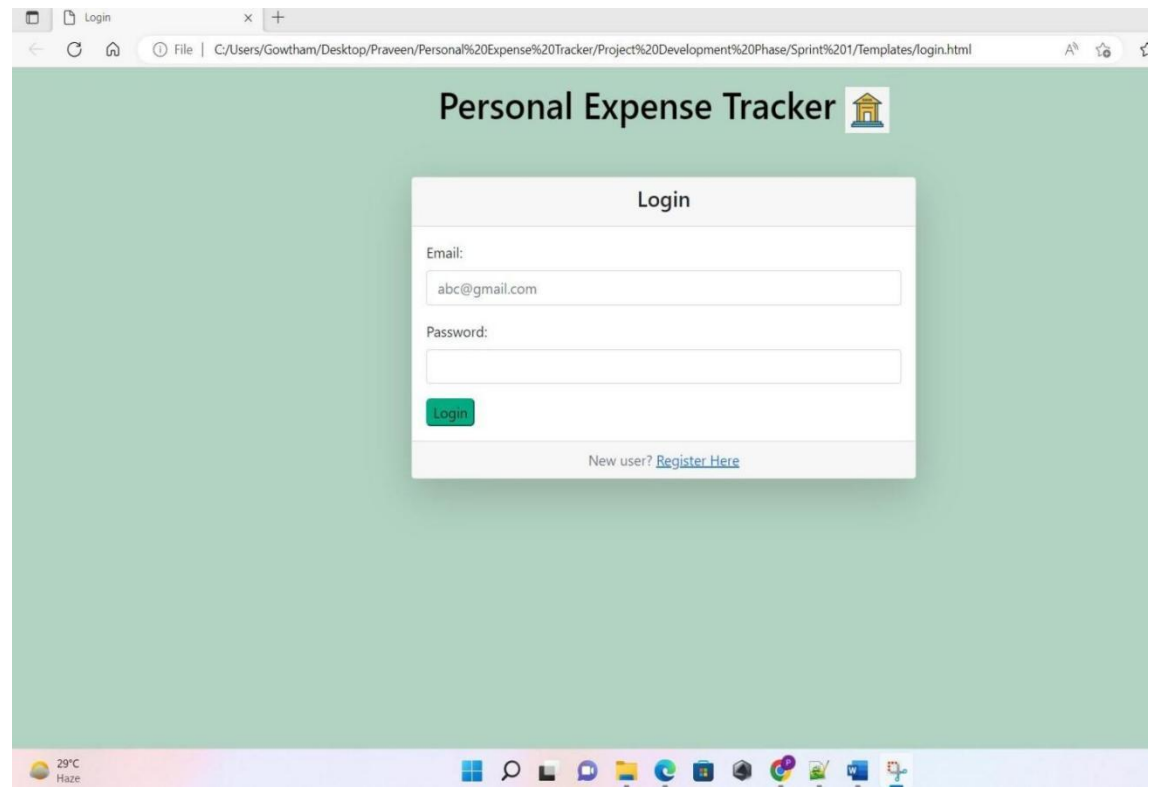 Login
File | C:/Users/Gowtham/Desktop/Praveen/Personal%20Expense%20Tracker/Project%20Development%20Phase/Sprint%201/Templates/login.html
Personal Expense Tracker
Login
Email:
abc@gmail.com
Password:
Login
New user? Register Here
29°C
Haze